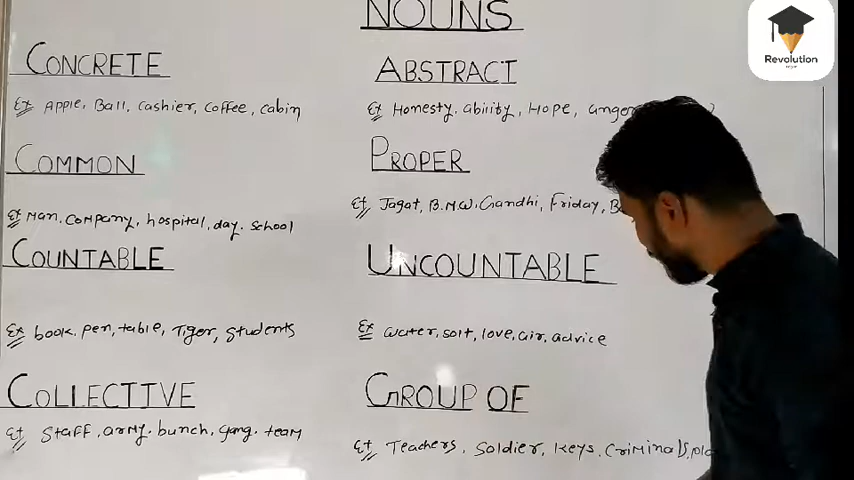 NOUNS
Revolution
CONCRETE
Ex Apple, Ball, cashier, coffee, cabin
ABSTRACT
Ex Honesty. ability, Hope, anger
COMMON
Ex Man. company, hospital, day. school
PROPER
Ex Jagat, B.M.W. Gandhi, Friday,
COUNTABLE
Ex book. pen, table, Tiger, Students
UNCOUNTABLE
Ex water, salt, love, air, advice
COLLECTIVE
Ex Staff, army. bunch, gang. team
GROUP OF
Ex Teachers, Soldier, Keys. Criminals,